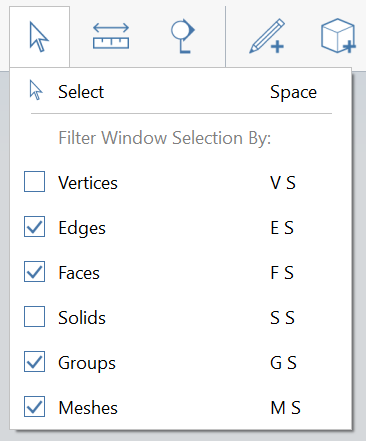 Select Space
Filter Window Selection By:
Vertices V S
Edges E S
Faces F S
Solids S S
Groups G S
Meshes M S